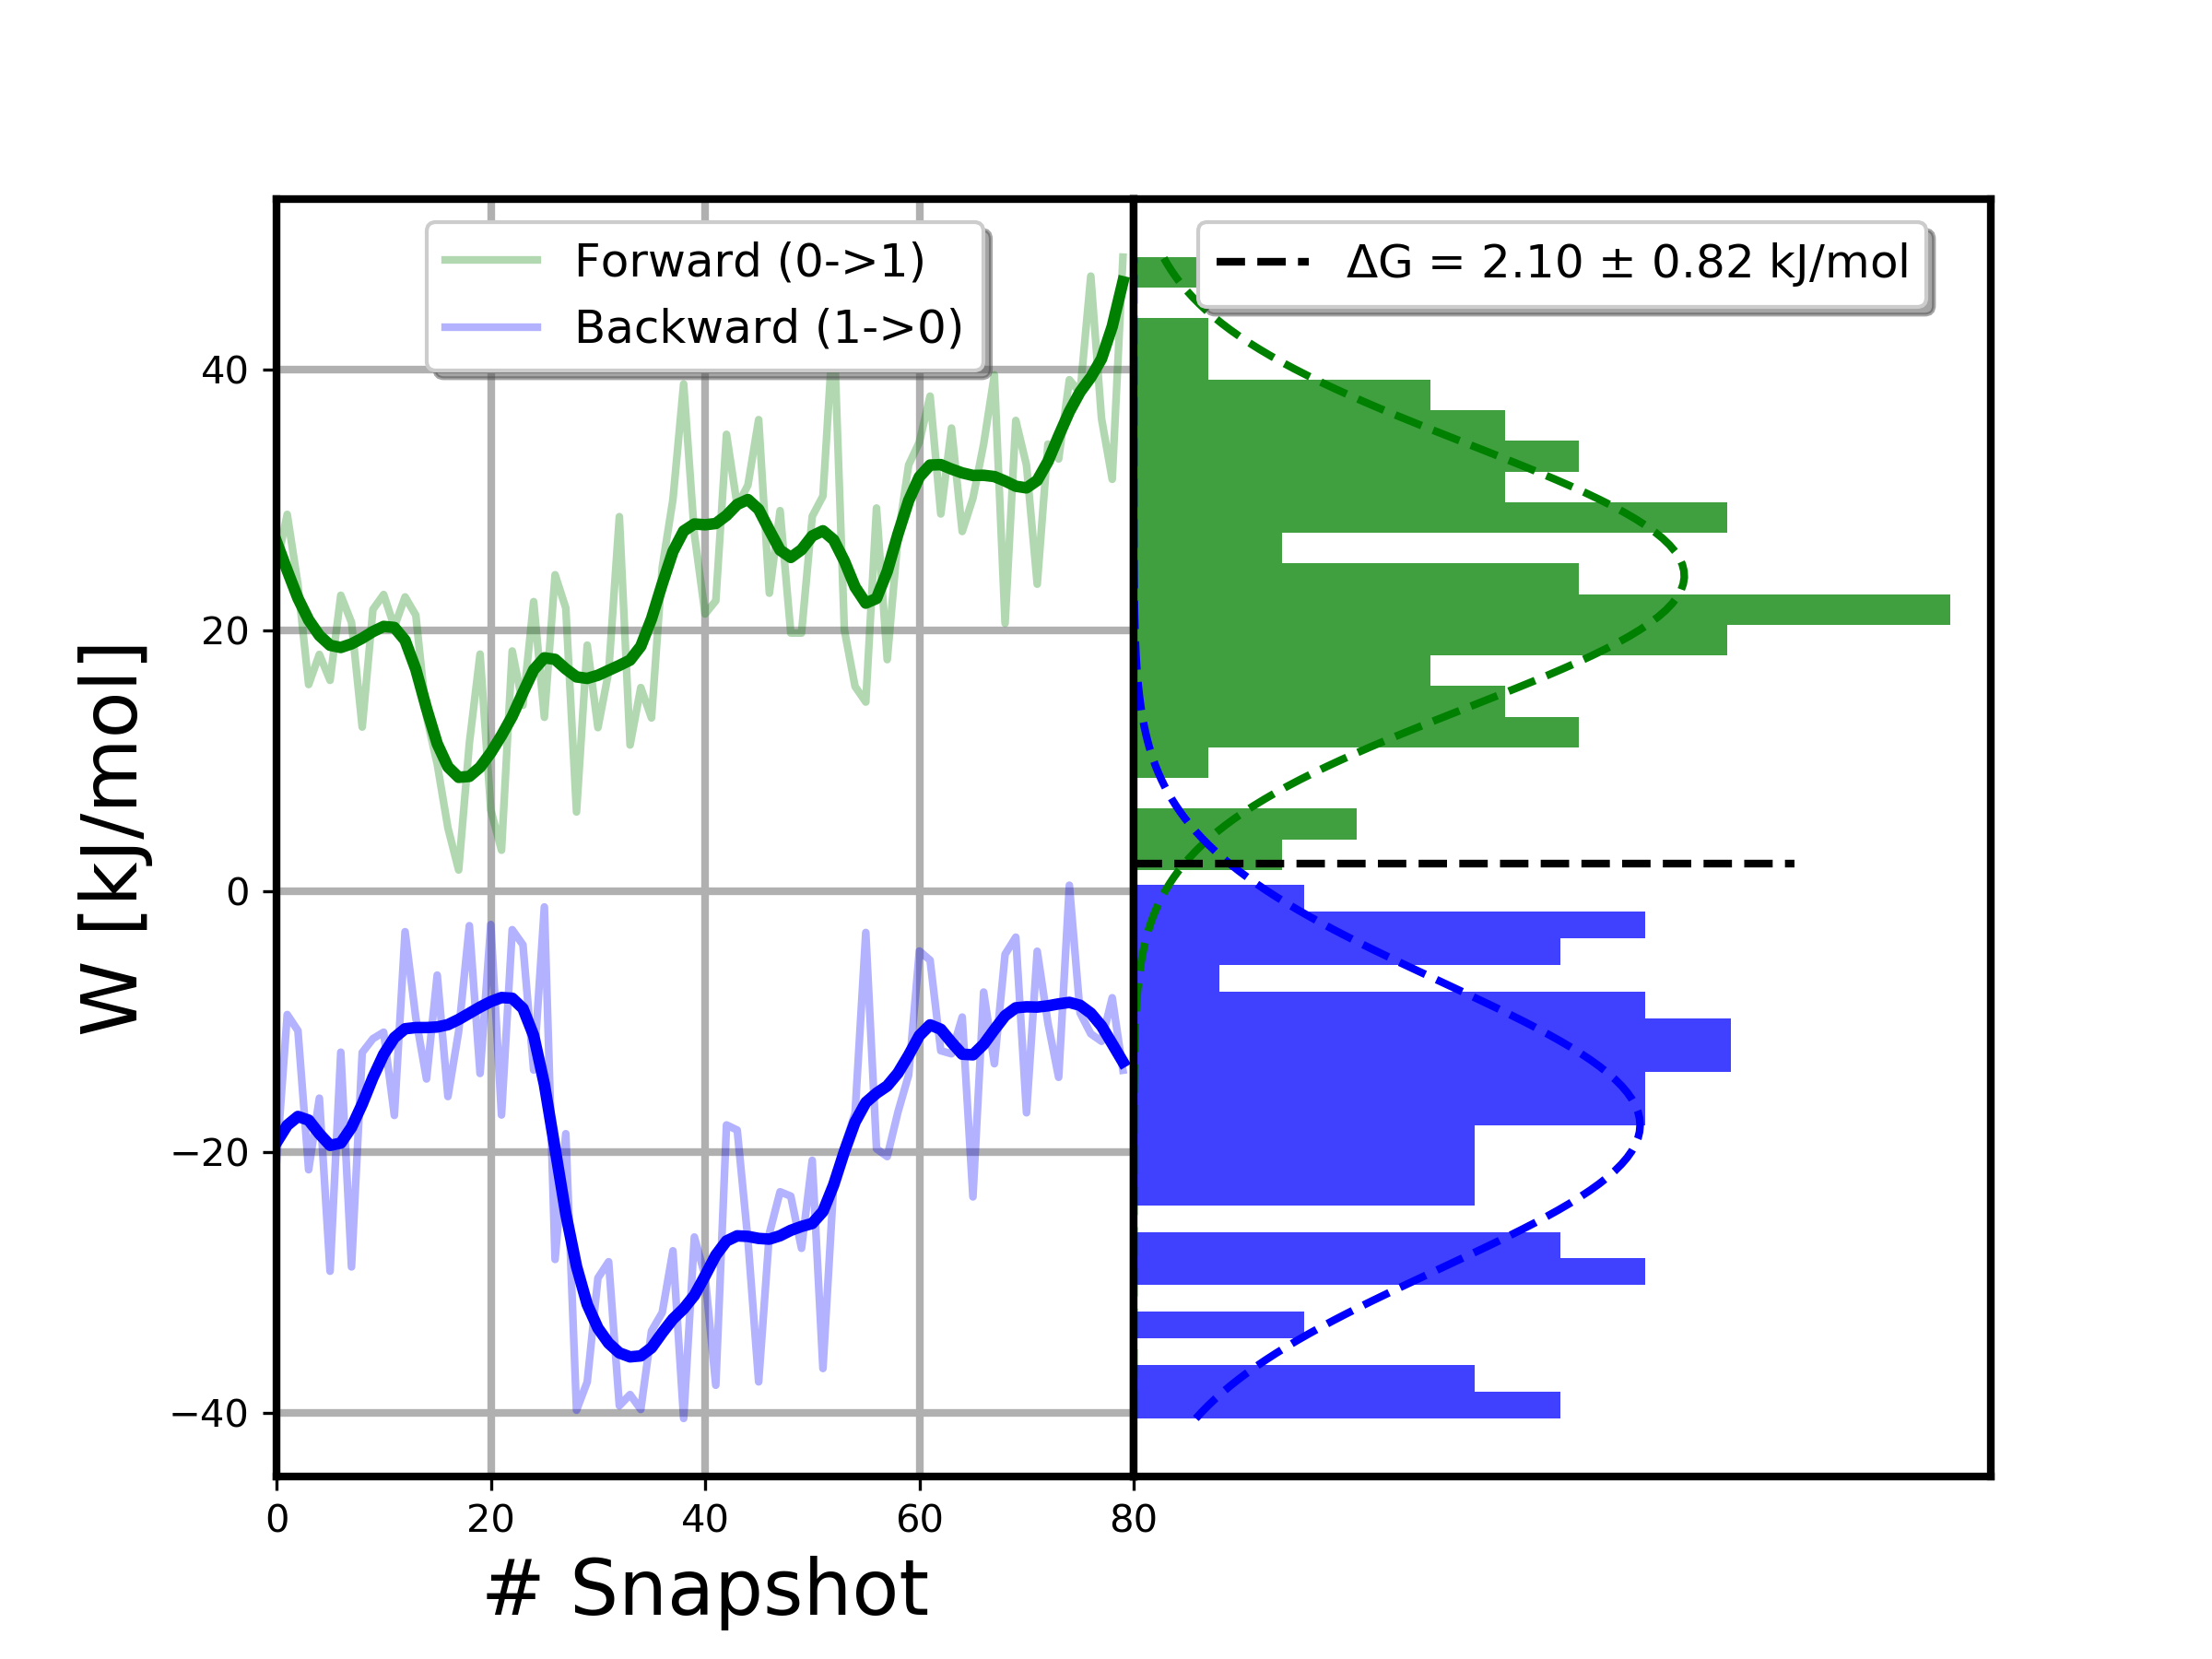 Forward (0->1)
Backward (1->0)
ΔG = 2.10 ± 0.82 kJ/mol
W [kJ/mol]
40
20
0
−20
−40
0 20 40 60 80
# Snapshot